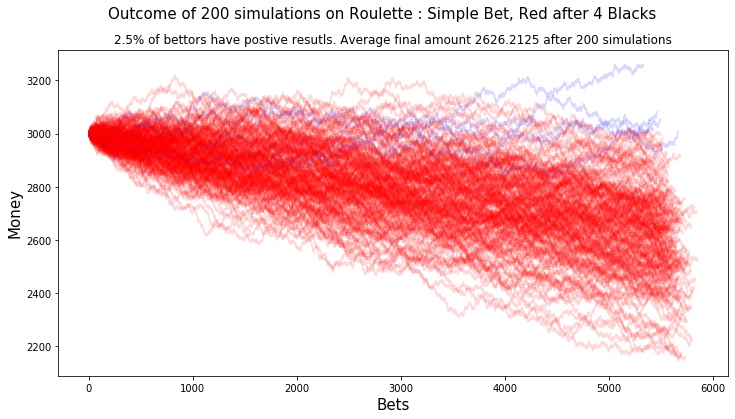 Outcome of 200 simulations on Roulette : Simple Bet, Red after 4 Blacks
2.5% of bettors have postive resutls. Average final amount 2626.2125 after 200 simulations
3200
3000
2800
2600
2400
2200
Money
0 1000 2000 3000 4000 5000 6000
Bets